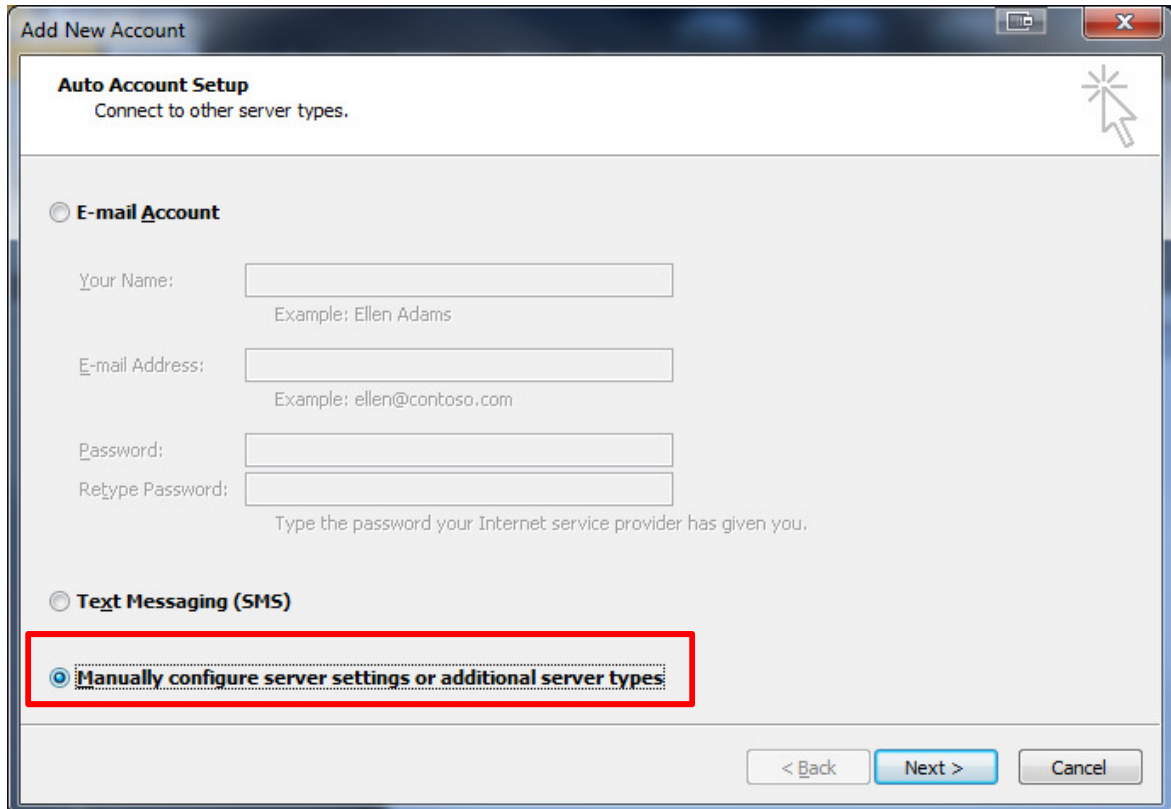 Add New Account
Auto Account Setup
Connect to other server types.
E-mail Account
Your Name:
Example: Ellen Adams
E-mail Address:
Example: ellen@contoso.com
Password:
Retype Password:
Type the password your Internet service provider has given you.
Text Messaging (SMS)
Manually configure server settings or additional server types
< Back Next > Cancel